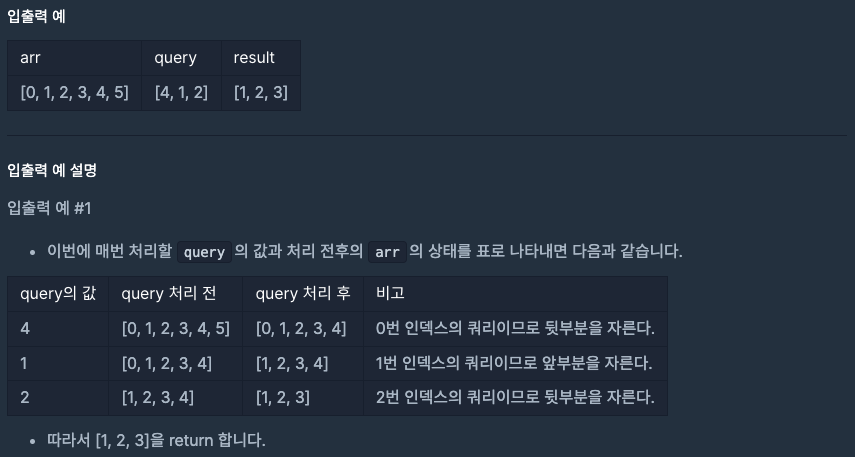 입출력 예
arr query result
[0, 1, 2, 3, 4, 5] [4, 1, 2] [1, 2, 3]
입출력 예 설명
입출력 예 #1
• 이번에 매번 처리할 query 의 값과 처리 전후의 arr 의 상태를 표로 나타내면 다음과 같습니다.
query의 값 query 처리 전 query 처리 후 비고
4 [0, 1, 2, 3, 4, 5] [0, 1, 2, 3, 4] 0번 인덱스의 쿼리이므로 뒷부분을 자른다.
1 [0, 1, 2, 3, 4] [1, 2, 3, 4] 1번 인덱스의 쿼리이므로 앞부분을 자른다.
2 [1, 2, 3, 4] [1, 2, 3] 2번 인덱스의 쿼리이므로 뒷부분을 자른다.
• 따라서 [1, 2, 3]을 return 합니다.